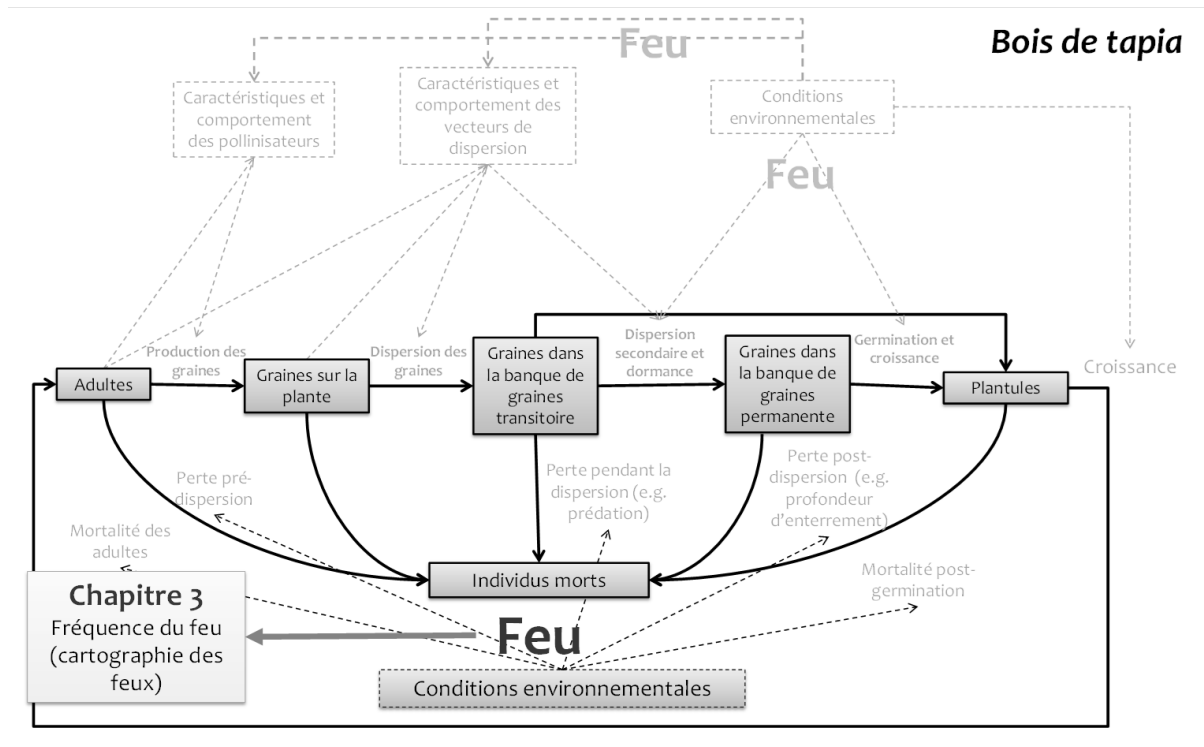 Feu
Bois de tapia
Caractéristiques et
comportement
des pollinisateurs
Caractéristiques et
comportement des
vecteurs de
dispersion
Conditions
environnementales
Feu
Production des
graines
Dispersion des
graines
Dispersion
secondaire et
dormance
Germination et
croissance
Croissance
Adultes
Graines sur la
plante
Graines dans
la banque de
graines
transitoire
Graines dans
la banque de
graines
permanente
Plantules
Perte pré-
dispersion
Perte pendant la
dispersion (e.g.
prédation)
Perte post-
dispersion (e.g.
profondeur
d'enterrement)
Mortalité des
adultes
Individus morts
Mortalité post-
germination
Chapitre 3
Fréquence du feu
(cartographie des
feux)
Feu
Conditions environnementales